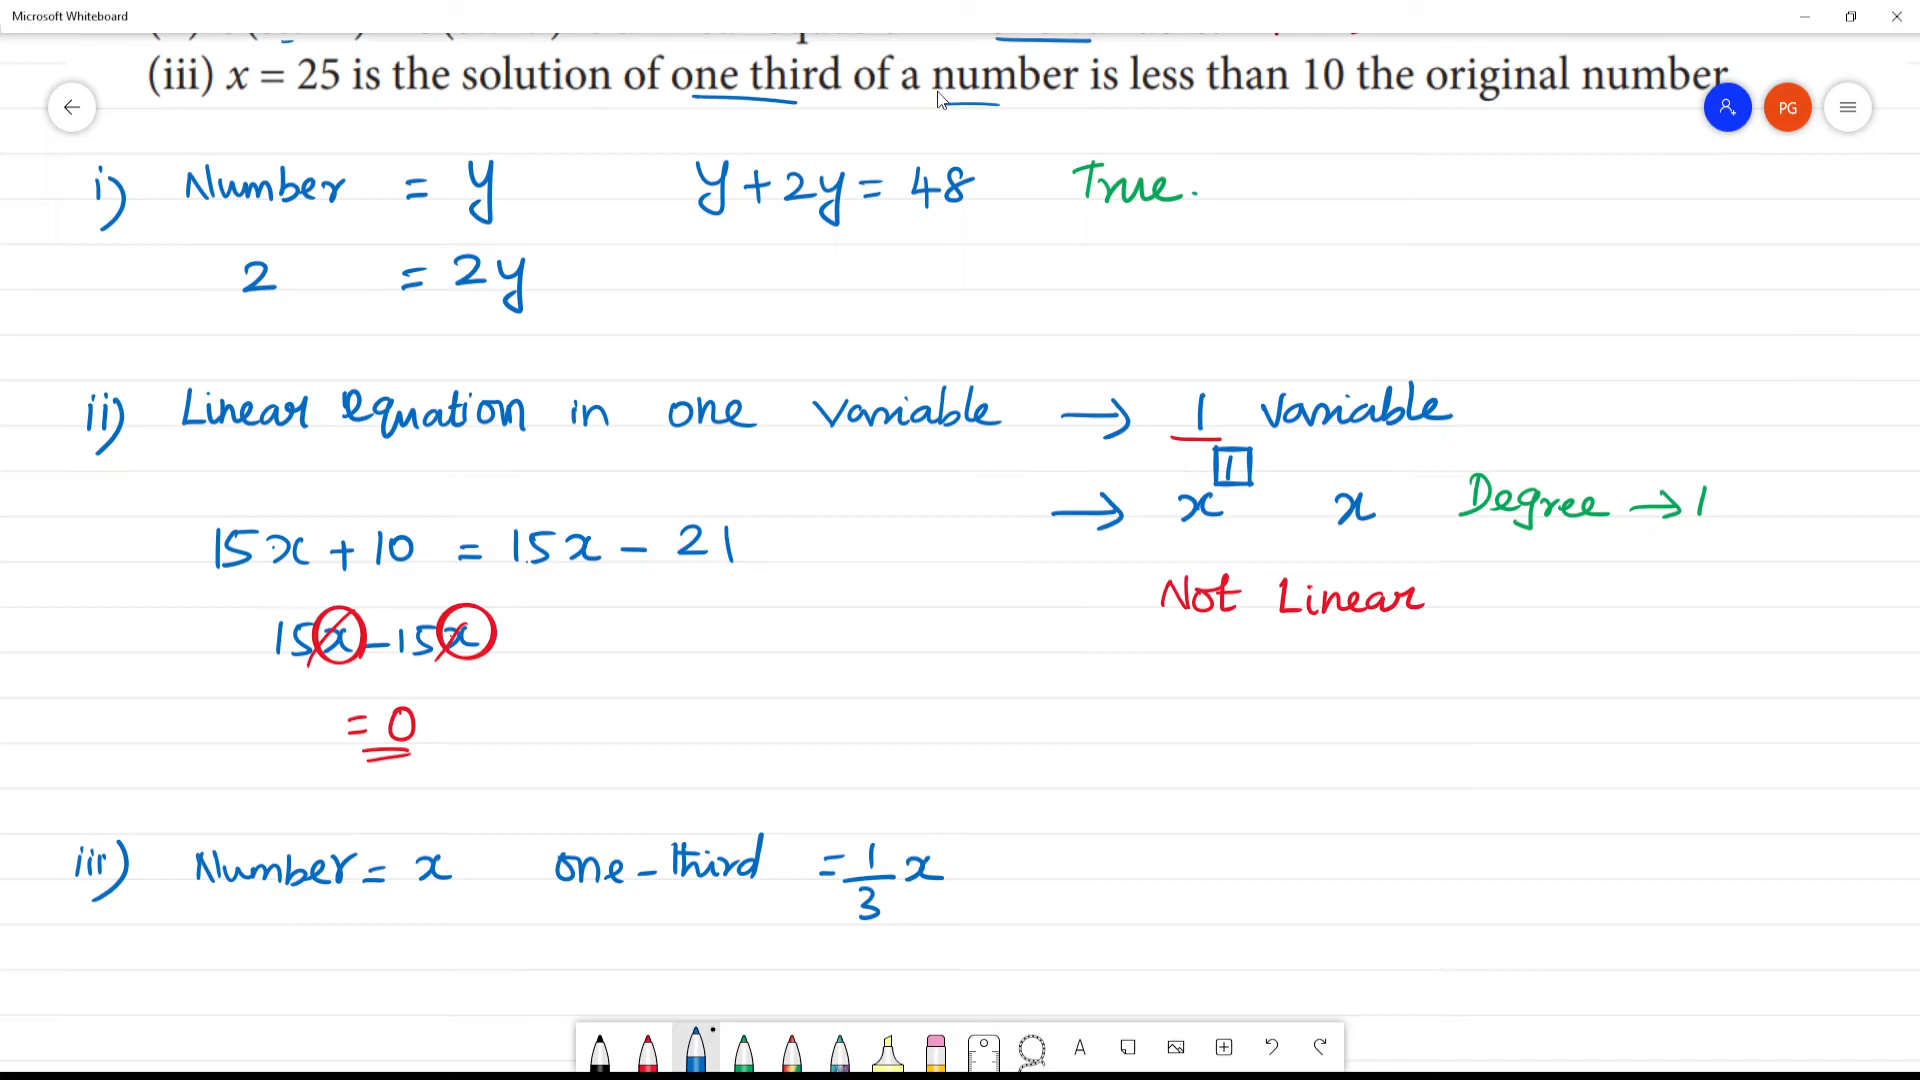 Microsoft Whiteboard
(iii) x = 25 is the solution of one third of a number is less than 10 the original number
PG
i) Number = y y + 2y = 48 True.
2 = 2y
ii) Linear equation in one variable → 1 variable
→ x^1 x Degree → 1
15x + 10 = 15x - 21
Not Linear
15x - 15x
= 0
iii) Number = x one-third = 1/3 x
A